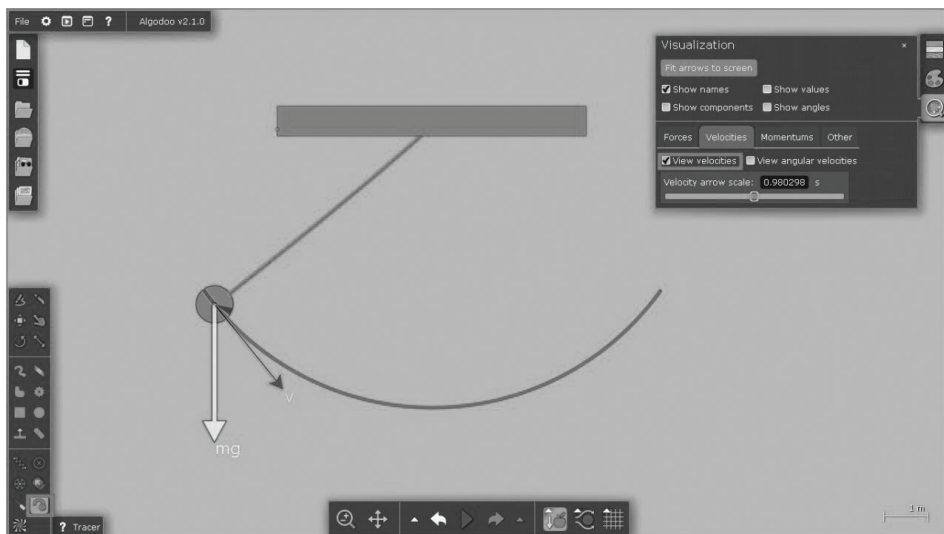 File ? Algodoo v2.1.0
Visualization ×
Fit arrows to screen
Show names Show values
Show components Show angles
Forces Velocities Momentums Other
View velocities View angular velocities
Velocity arrow scale: 0.980298 s
v
mg
1 m
? Tracer